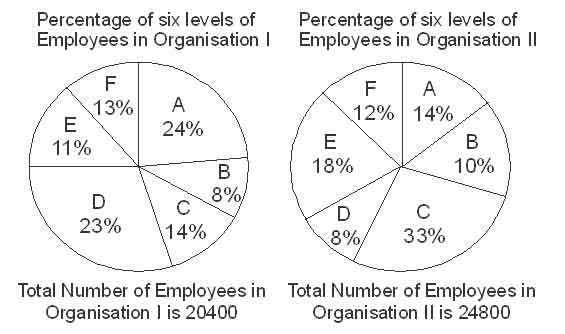 Percentage of six levels of
Employees in Organisation I
F
13%
A
24%
E
11%
B
8%
D
23%
C
14%
Total Number of Employees in
Organisation I is 20400
Percentage of six levels of
Employees in Organisation II
F
12%
A
14%
E
18%
B
10%
D
8%
C
33%
Total Number of Employees in
Organisation II is 24800